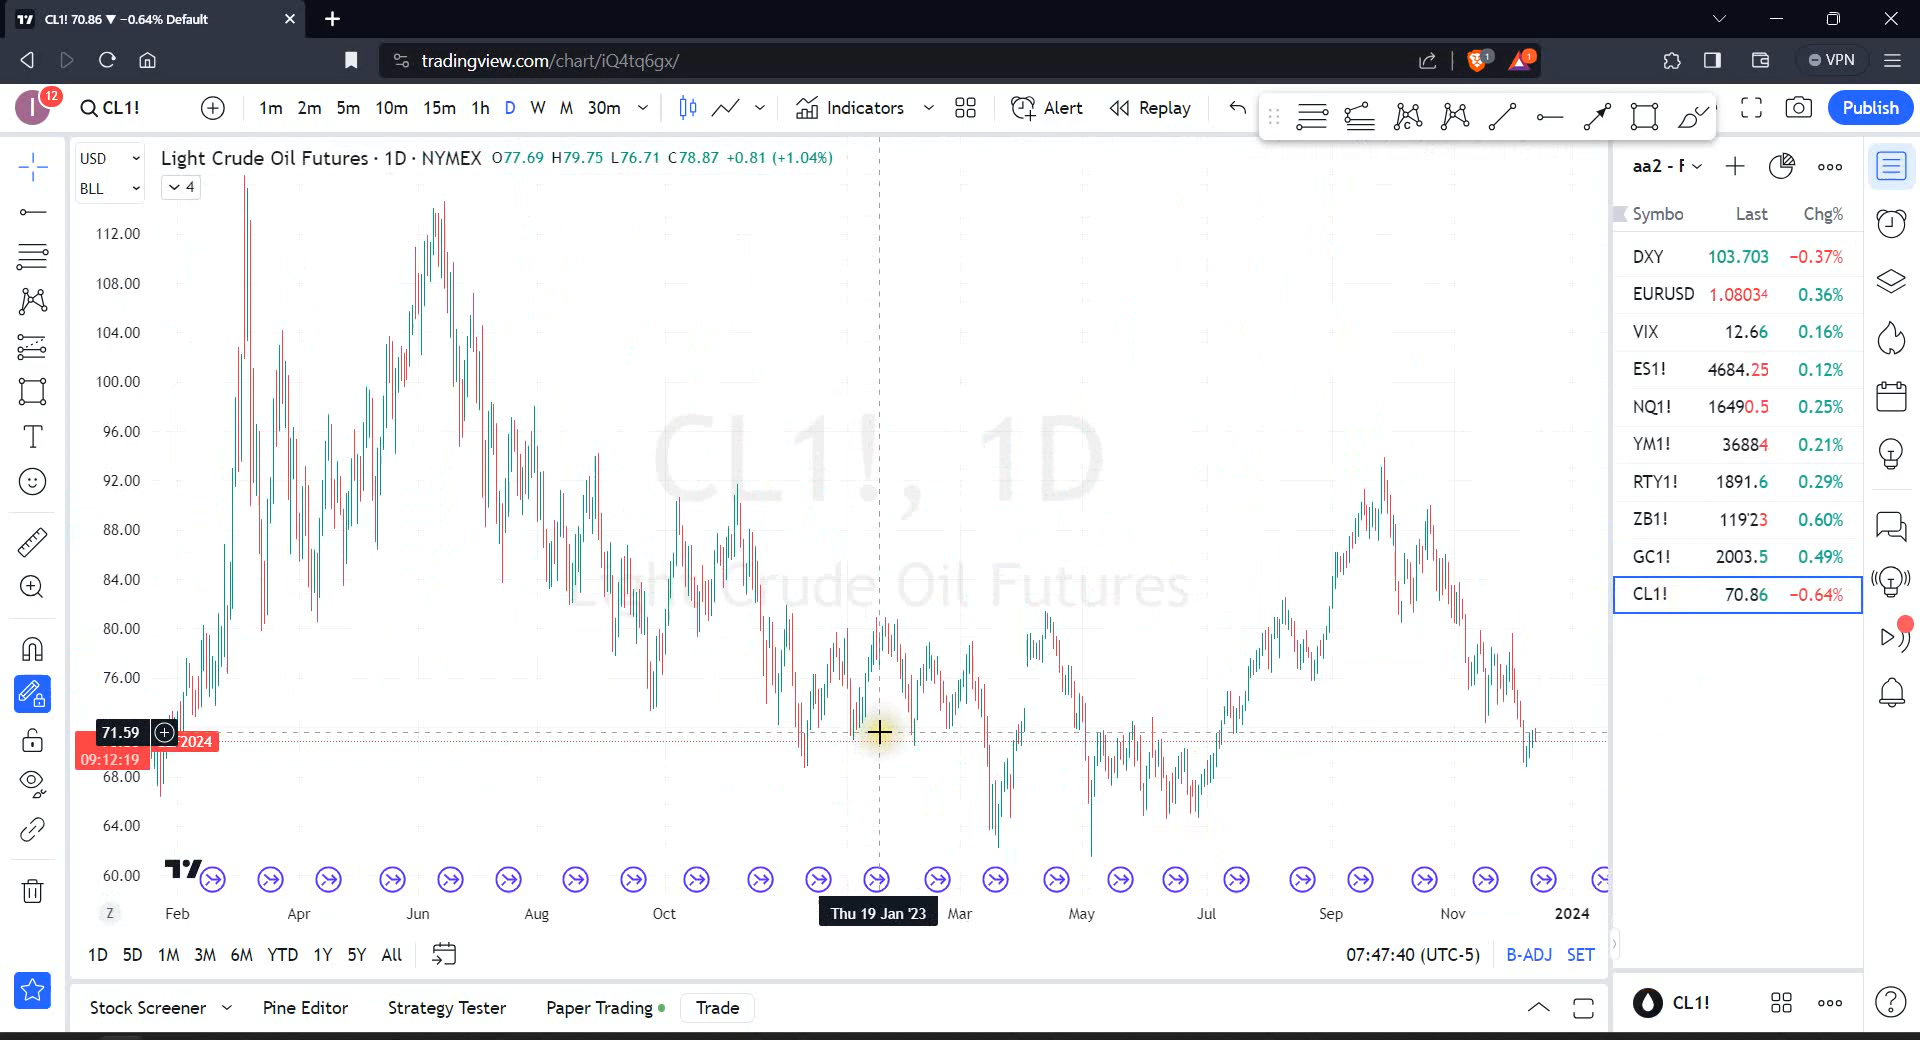 CL1! 70.86 ▼ −0.64% Default
tradingview.com/chart/iQ4tq6gx/
1
1
VPN
I
12
CL1!
1m 2m 5m 10m 15m 1h D W M 30m
Indicators
Alert
Replay
Publish
USD
BLL
Light Crude Oil Futures · 1D · NYMEX O77.69 H79.75 L76.71 C78.87 +0.81 (+1.04%)
4
112.00
108.00
104.00
100.00
96.00
92.00
88.00
84.00
80.00
76.00
71.59
2024
09:12:19
68.00
64.00
60.00
CL1!, 1D
Light Crude Oil Futures
Z
Feb Apr Jun Aug Oct Thu 19 Jan '23 Mar May Jul Sep Nov 2024
1D 5D 1M 3M 6M YTD 1Y 5Y All
07:47:40 (UTC-5) B-ADJ SET
Stock Screener Pine Editor Strategy Tester Paper Trading Trade
aa2 - F
Symbo Last Chg%
DXY 103.703 −0.37%
EURUSD 1.08034 0.36%
VIX 12.66 0.16%
ES1! 4684.25 0.12%
NQ1! 16490.5 0.25%
YM1! 36884 0.21%
RTY1! 1891.6 0.29%
ZB1! 119'23 0.60%
GC1! 2003.5 0.49%
CL1! 70.86 −0.64%
CL1!